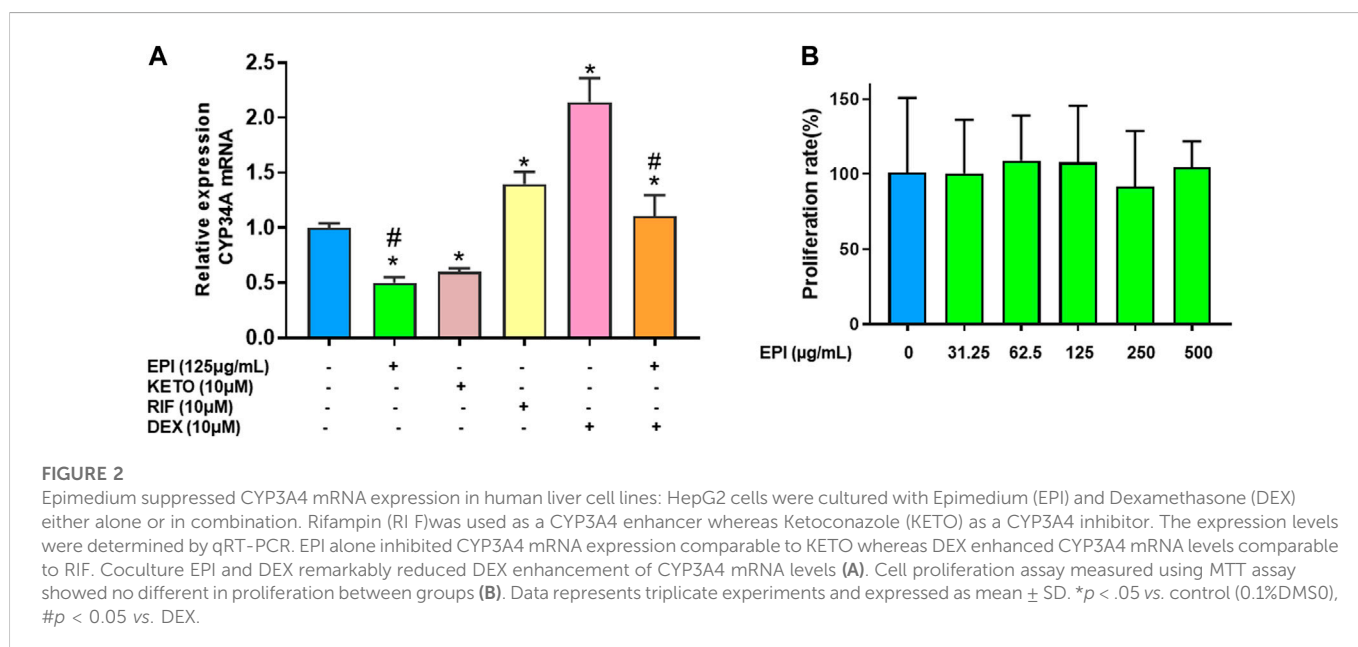 A
Relative expression
CYP34A mRNA
2.5
2.0
1.5
1.0
0.5
0.0
# * * * * # *
EPI (125µg/mL) - + - - - +
KETO (10µM) - - + - - -
RIF (10µM) - - - + - -
DEX (10µM) - - - - + +
B
Proliferation rate(%)
150
100
50
0
EPI (µg/mL) 0 31.25 62.5 125 250 500
FIGURE 2
Epimedium suppressed CYP3A4 mRNA expression in human liver cell lines: HepG2 cells were cultured with Epimedium (EPI) and Dexamethasone (DEX)
either alone or in combination. Rifampin (RI F)was used as a CYP3A4 enhancer whereas Ketoconazole (KETO) as a CYP3A4 inhibitor. The expression levels
were determined by qRT-PCR. EPI alone inhibited CYP3A4 mRNA expression comparable to KETO whereas DEX enhanced CYP3A4 mRNA levels comparable
to RIF. Coculture EPI and DEX remarkably reduced DEX enhancement of CYP3A4 mRNA levels (A). Cell proliferation assay measured using MTT assay
showed no different in proliferation between groups (B). Data represents triplicate experiments and expressed as mean ± SD. *p < .05 vs. control (0.1%DMS0),
#p < 0.05 vs. DEX.